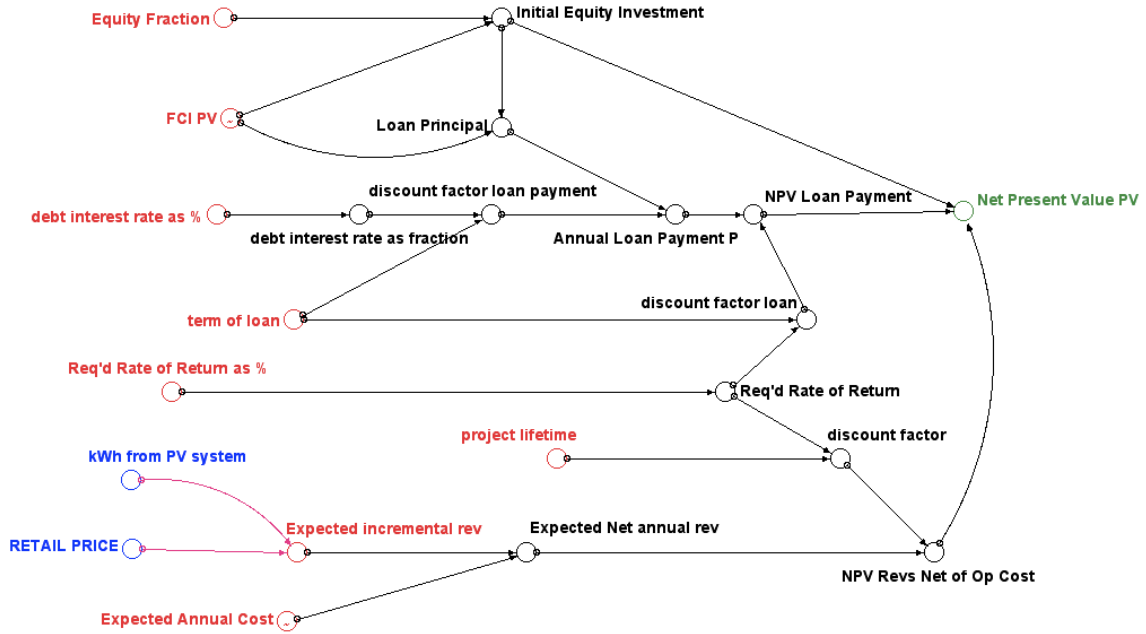 Initial Equity Investment
Equity Fraction
FCI PV
~
Loan Principal
discount factor loan payment
NPV Loan Payment
Net Present Value PV
debt interest rate as %
debt interest rate as fraction
Annual Loan Payment P
discount factor loan
term of loan
Req'd Rate of Return as %
Req'd Rate of Return
project lifetime
discount factor
kWh from PV system
Expected incremental rev
Expected Net annual rev
RETAIL PRICE
NPV Revs Net of Op Cost
Expected Annual Cost
~